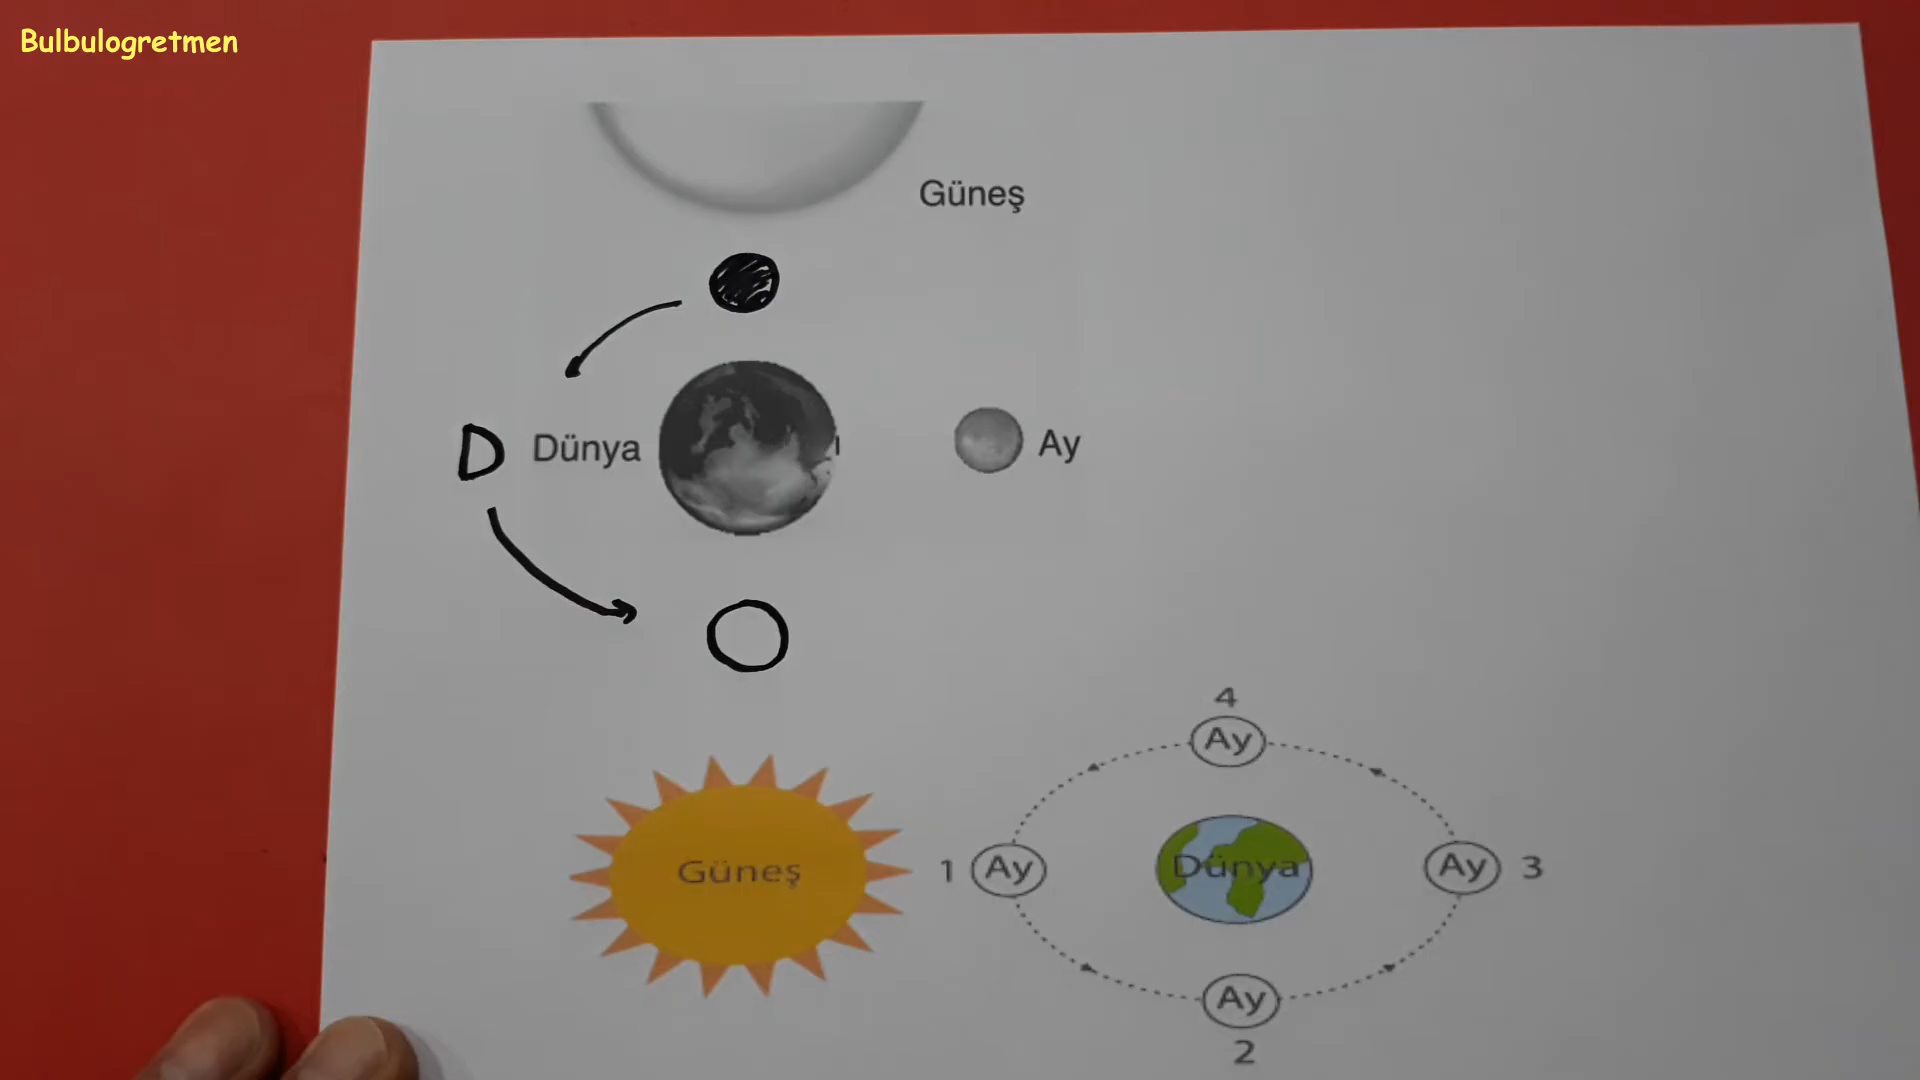 Bulbulogretmen
Güneş
D Dünya
Ay
4
Ay
Güneş
1 Ay
Dünya
Ay 3
Ay
2